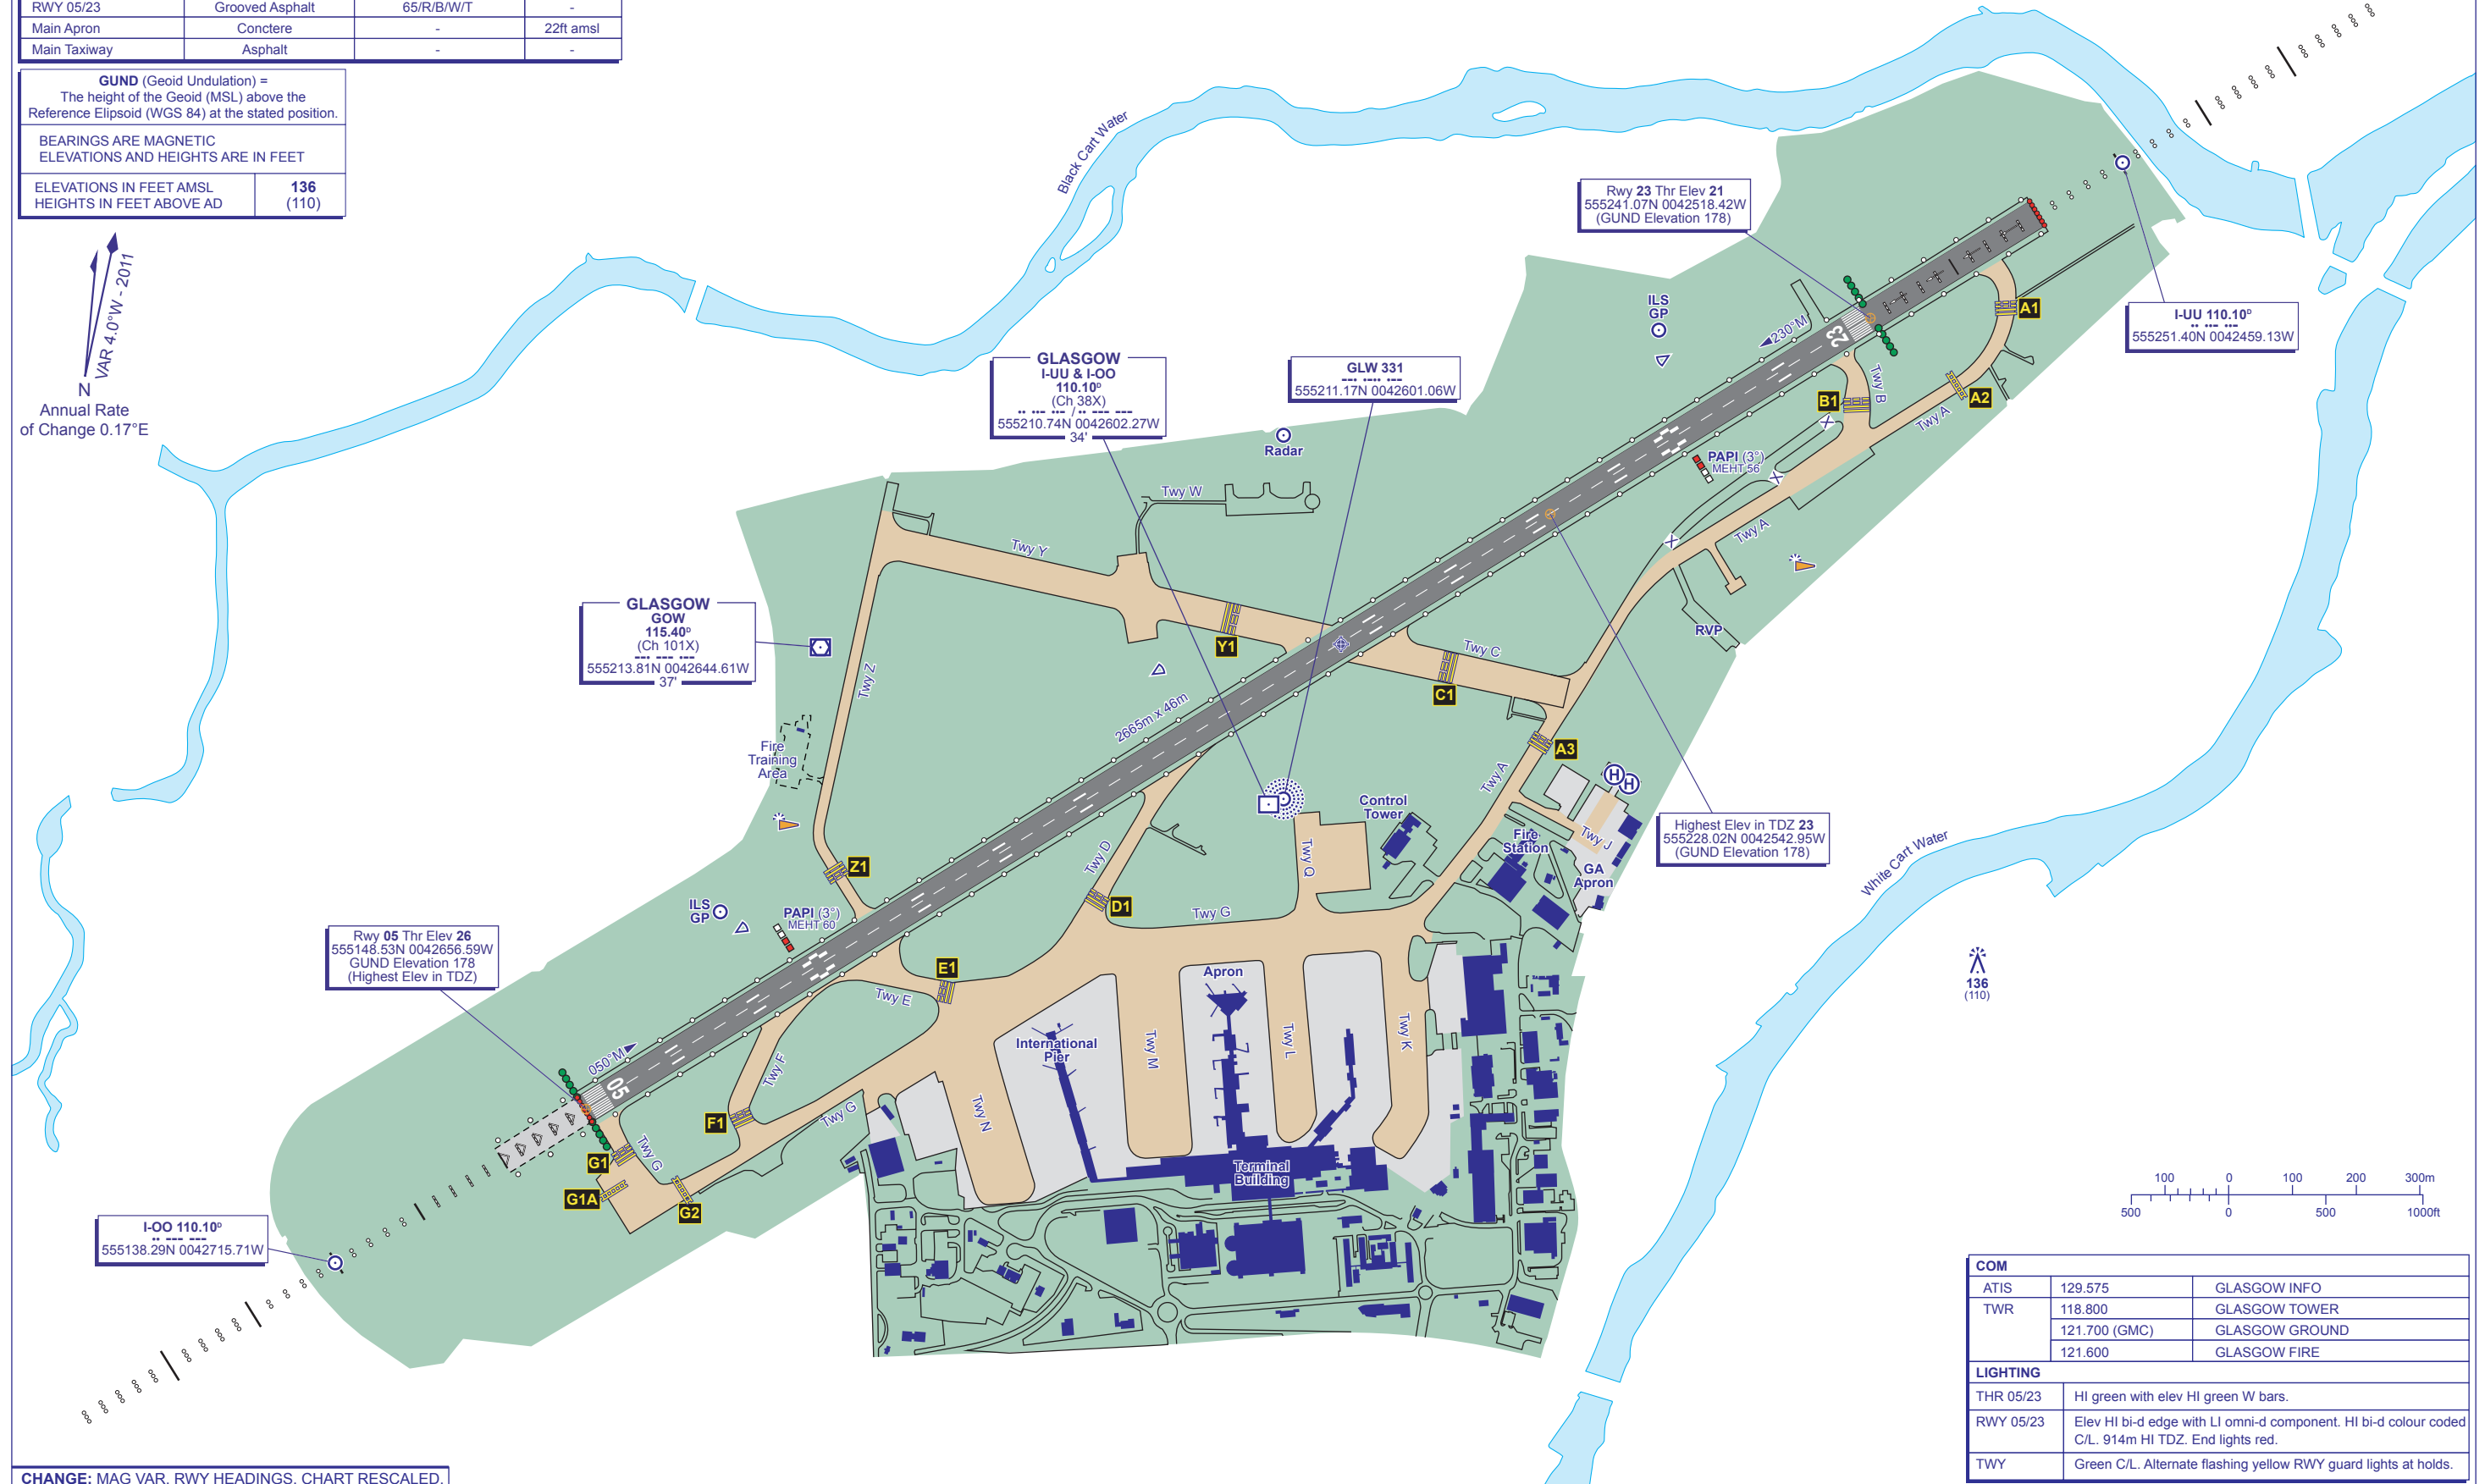 RWY 05/23 Grooved Asphalt 65/R/B/W/T -
Main Apron Conctere - 22ft amsl
Main Taxiway Asphalt - -
GUND (Geoid Undulation) =
The height of the Geoid (MSL) above the
Reference Elipsoid (WGS 84) at the stated position.
BEARINGS ARE MAGNETIC
ELEVATIONS AND HEIGHTS ARE IN FEET
ELEVATIONS IN FEET AMSL 136
HEIGHTS IN FEET ABOVE AD (110)
VAR 4.0°W - 2011
N
Annual Rate
of Change 0.17°E
Black Cart Water
Rwy 23 Thr Elev 21
555241.07N 0042518.42W
(GUND Elevation 178)
I-UU 110.10ᴰ
555251.40N 0042459.13W
ILS
GP
230°M
23
A1
A2
Twy A
Twy B
B1
X
X
X
PAPI (3°)
MEHT 56
Twy A
RVP
GLASGOW
I-UU & I-OO
110.10ᴰ
(Ch 38X)
555210.74N 0042602.27W
34'
GLW 331
555211.17N 0042601.06W
Radar
Twy W
Twy Y
Y1
Twy C
C1
GLASGOW
GOW
115.40ᴰ
(Ch 101X)
555213.81N 0042644.61W
37'
Twy Z
Fire
Training
Area
Z1
2665m x 46m
A3
Twy A
H
H
Control
Tower
Fire
Station
Twy J
GA
Apron
Highest Elev in TDZ 23
555228.02N 0042542.95W
(GUND Elevation 178)
White Cart Water
136
(110)
ILS
GP
PAPI (3°)
MEHT 60
Twy D
D1
Twy Q
Twy G
E1
Twy E
Rwy 05 Thr Elev 26
555148.53N 0042656.59W
GUND Elevation 178
(Highest Elev in TDZ)
050°M
05
Twy F
F1
Twy G
G1
Twy G
G1A
G2
International
Pier
Apron
Twy N
Twy M
Twy L
Twy K
Terminal
Building
I-OO 110.10ᴰ
555138.29N 0042715.71W
100 0 100 200 300m
500 0 500 1000ft
COM
ATIS 129.575 GLASGOW INFO
TWR 118.800 GLASGOW TOWER
121.700 (GMC) GLASGOW GROUND
121.600 GLASGOW FIRE
LIGHTING
THR 05/23 HI green with elev HI green W bars.
RWY 05/23 Elev HI bi-d edge with LI omni-d component. HI bi-d colour coded
C/L. 914m HI TDZ. End lights red.
TWY Green C/L. Alternate flashing yellow RWY guard lights at holds.
CHANGE: MAG VAR. RWY HEADINGS. CHART RESCALED.